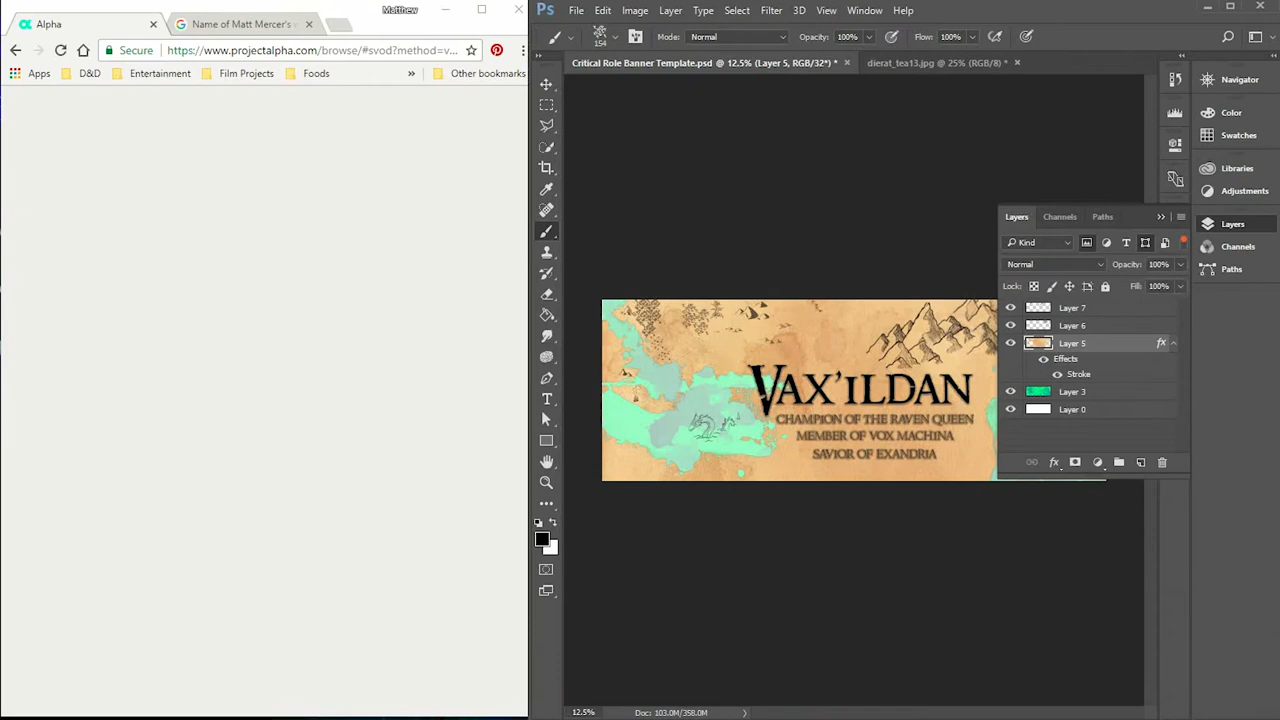 Matthew
Alpha
Name of Matt Mercer's
Secure
https://www.projectalpha.com/browse/#svod?method=v...
Apps
D&D
Entertainment
Film Projects
Foods
»
Other bookmarks
Ps
File Edit Image Layer Type Select Filter 3D View Window Help
154
Mode: Normal
Opacity: 100%
Flow: 100%
Critical Role Banner Template.psd @ 12.5% (Layer 5, RGB/32*) *
dierat_tea13.jpg @ 25% (RGB/8) *
Navigator
Color
Swatches
Libraries
Adjustments
Layers
Channels
Paths
Layers Channels Paths
Kind
Normal
Opacity: 100%
Lock:
Fill: 100%
Layer 7
Layer 6
Layer 5 fx
Effects
Stroke
Layer 3
Layer 0
fx
VAX'ILDAN
CHAMPION OF THE RAVEN QUEEN
MEMBER OF VOX MACHINA
SAVIOR OF EXANDRIA
12.5%
Doc: 103.0M/358.0M